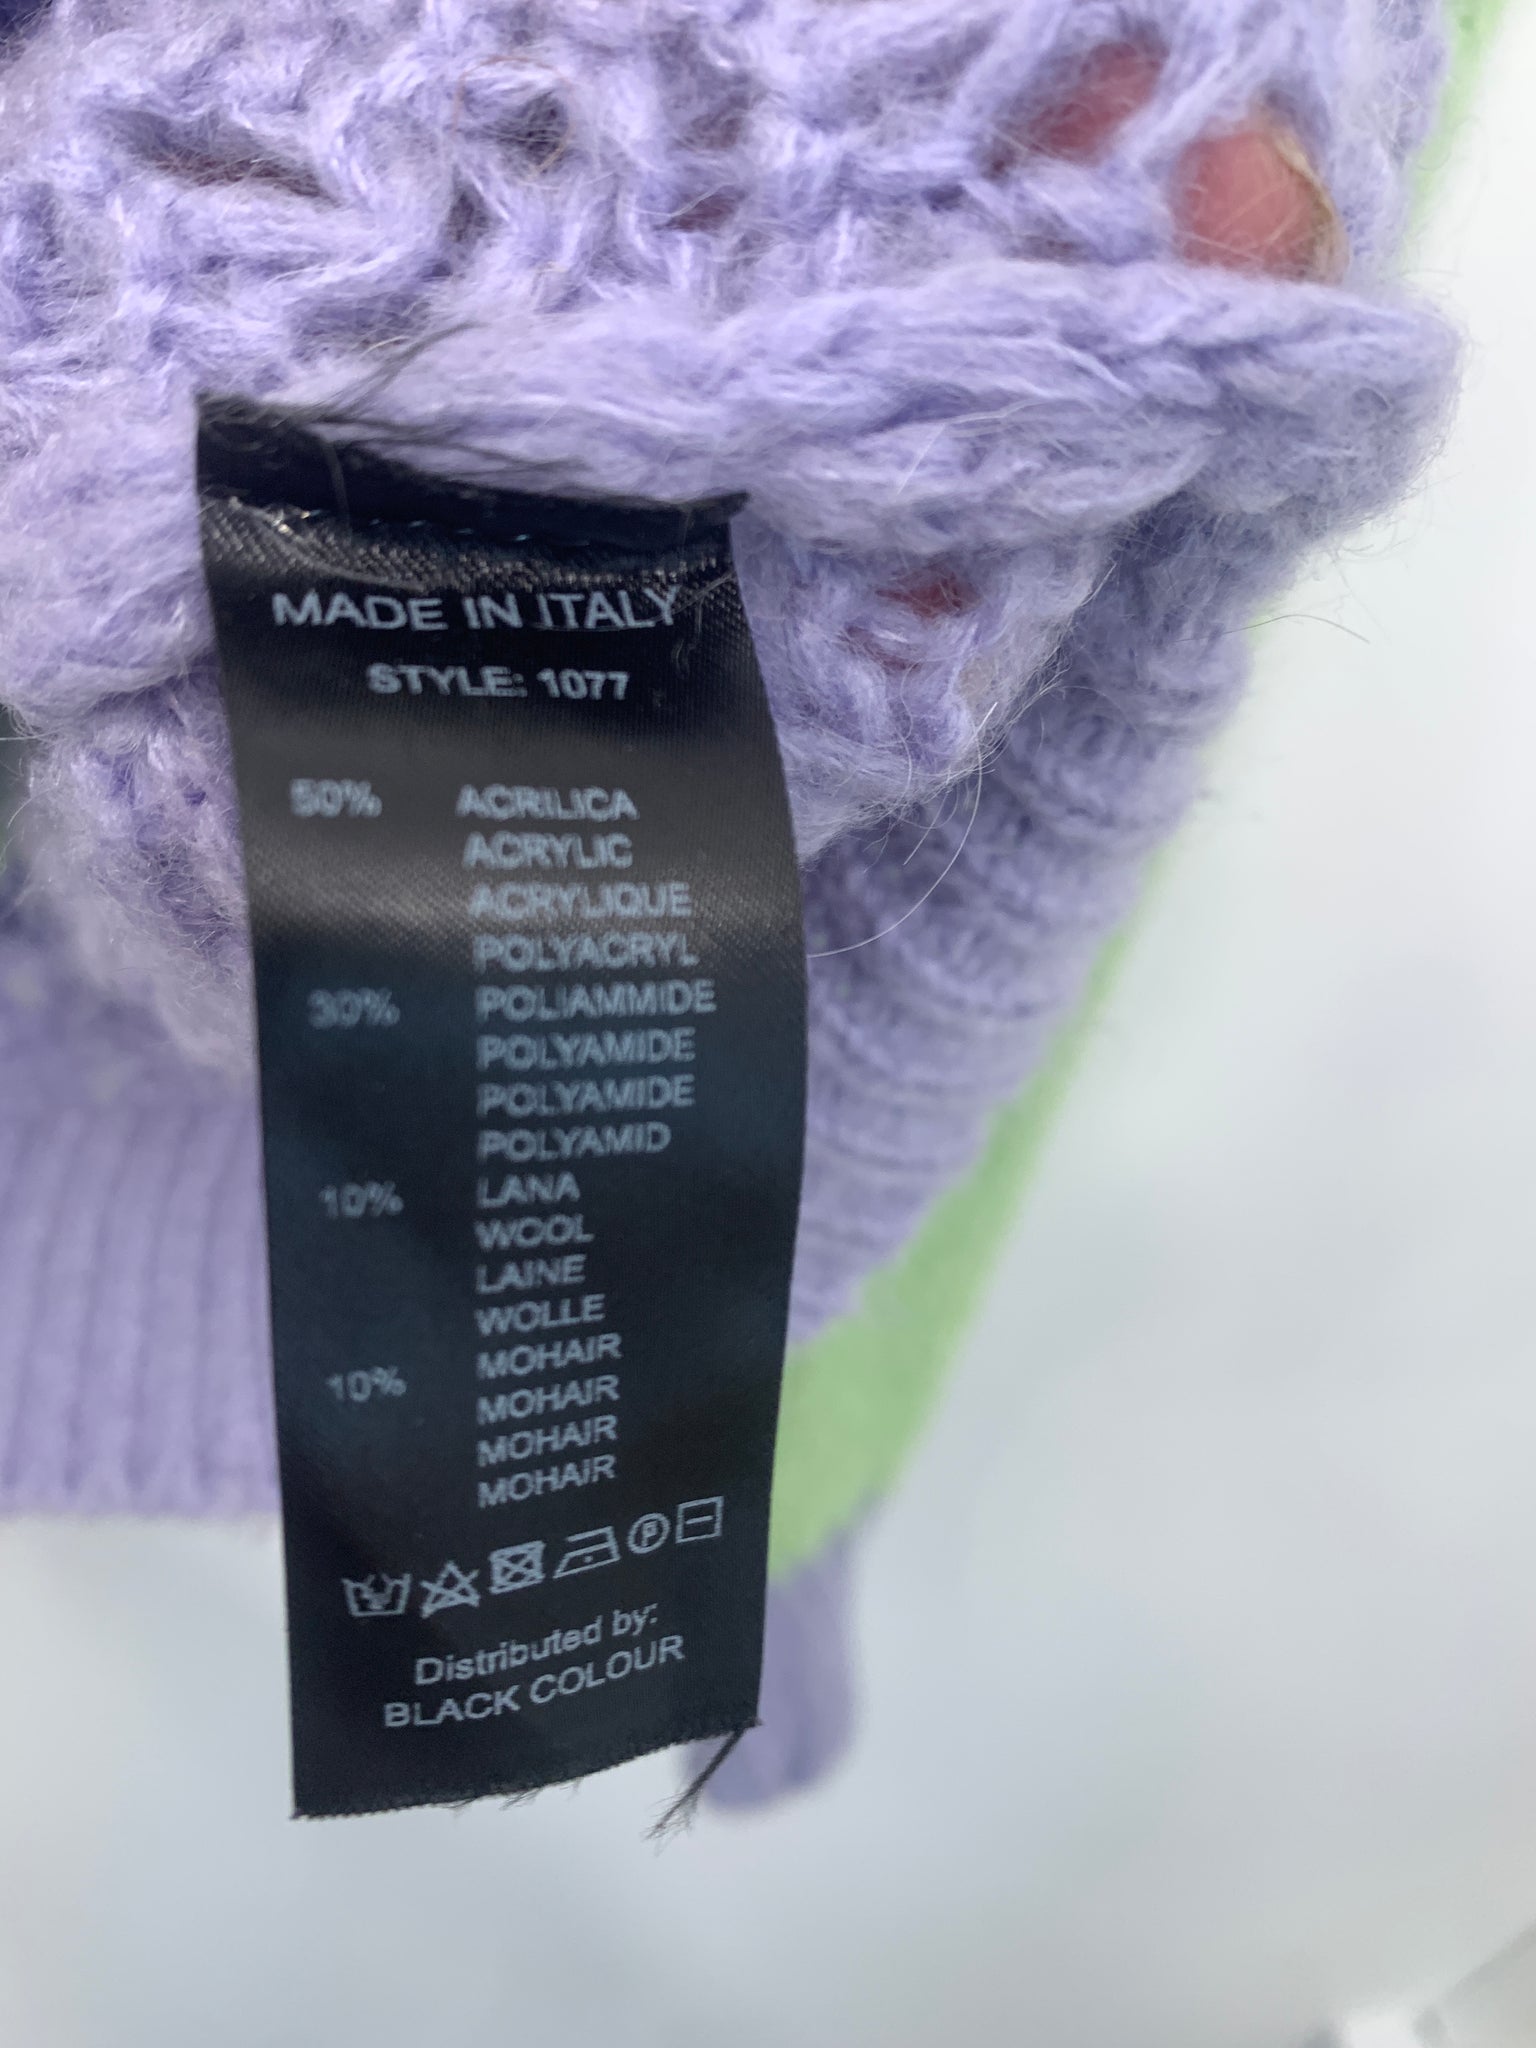 MADE IN ITALY
STYLE: 1077
50% ACRILICA
ACRYLIC
ACRYLIQUE
POLYACRYL
30% POLIAMMIDE
POLYAMIDE
POLYAMIDE
POLYAMID
10% LANA
WOOL
LAINE
WOLLE
10% MOHAIR
MOHAIR
MOHAIR
MOHAIR
P
Distributed by:
BLACK COLOUR